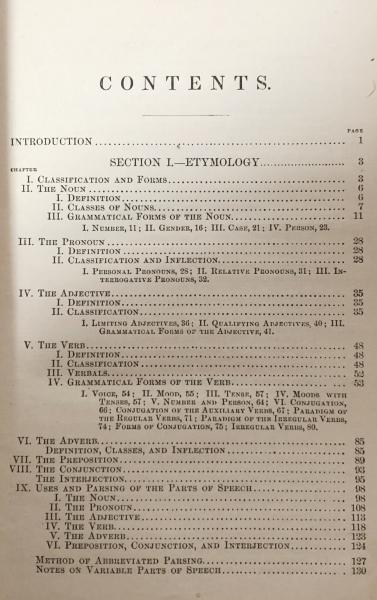 CONTENTS.
PAGE
INTRODUCTION 1
SECTION I.—ETYMOLOGY 3
CHAPTER
I. Classification and Forms 3
II. The Noun 6
I. Definition 6
II. Classes of Nouns 7
III. Grammatical Forms of the Noun 11
I. Number, 11; II. Gender, 16; III. Case, 21; IV. Person, 23.
III. The Pronoun 28
I. Definition 28
II. Classification and Inflection 28
I. Personal Pronouns, 28; II. Relative Pronouns, 31; III. In-
terrogative Pronouns, 32.
IV. The Adjective 35
I. Definition 35
II. Classification 35
I. Limiting Adjectives, 36; II. Qualifying Adjectives, 40; III.
Grammatical Forms of the Adjective, 41.
V. The Verb 48
I. Definition 48
II. Classification 48
III. Verbals 52
IV. Grammatical Forms of the Verb 53
I. Voice, 54; II. Mood, 55; III. Tense, 57; IV. Moods with
Tenses, 57; V. Number and Person, 64; VI. Conjugation,
66; Conjugation of the Auxiliary Verbs, 67; Paradigm of
the Regular Verbs, 71; Paradigm of the Irregular Verbs,
74; Forms of Conjugation, 75; Irregular Verbs, 80.
VI. The Adverb 85
Definition, Classes, and Inflection 85
VII. The Preposition 89
VIII. The Conjunction 93
The Interjection 95
IX. Uses and Parsing of the Parts of Speech 98
I. The Noun 98
II. The Pronoun 108
III. The Adjective 113
IV. The Verb 118
V. The Adverb 123
VI. Preposition, Conjunction, and Interjection 124
Method of Abbreviated Parsing 127
Notes on Variable Parts of Speech 130